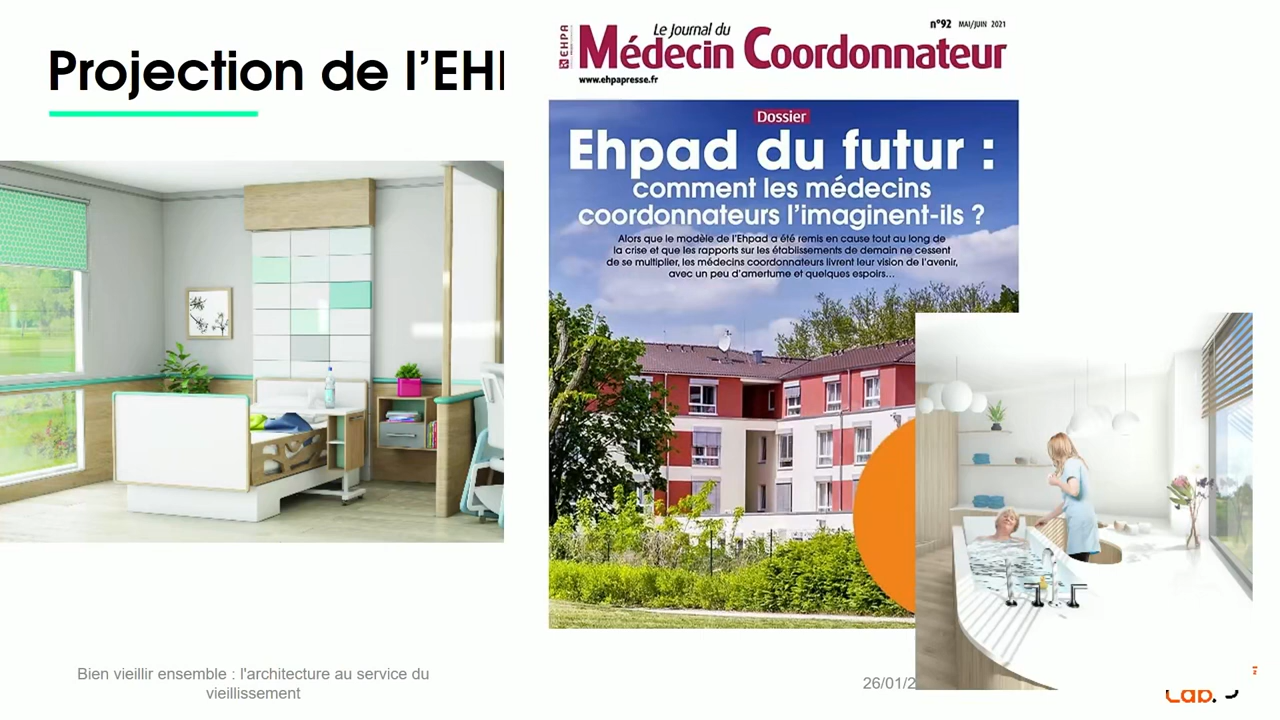 Projection de l'EH
EHPA
Le Journal du
n°92 MAI/JUIN 2021
Médecin Coordonnateur
www.ehpapresse.fr
Dossier
Ehpad du futur :
comment les médecins
coordonnateurs l'imaginent-ils ?
Alors que le modèle de l'Ehpad a été remis en cause tout au long de
la crise et que les rapports sur les établissements de demain ne cessent
de se multiplier, les médecins coordonnateurs livrent leur vision de l'avenir,
avec un peu d'amertume et quelques espoirs...
Bien vieillir ensemble : l'architecture au service du
vieillissement
26/01/2
Lab.